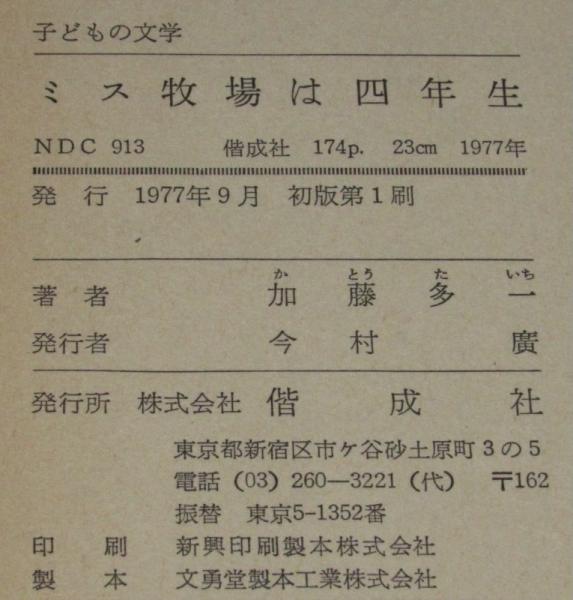 子どもの文学
ミス牧場は四年生
NDC 913 偕成社 174p. 23cm 1977年
発行 1977年9月 初版第1刷
か とう た いち
著者 加藤多一
発行者 今村廣
発行所 株式会社 偕成社
東京都新宿区市ケ谷砂土原町3の5
電話 (03) 260—3221 (代) 〒162
振替 東京5-1352番
印刷 新興印刷製本株式会社
製本 文勇堂製本工業株式会社